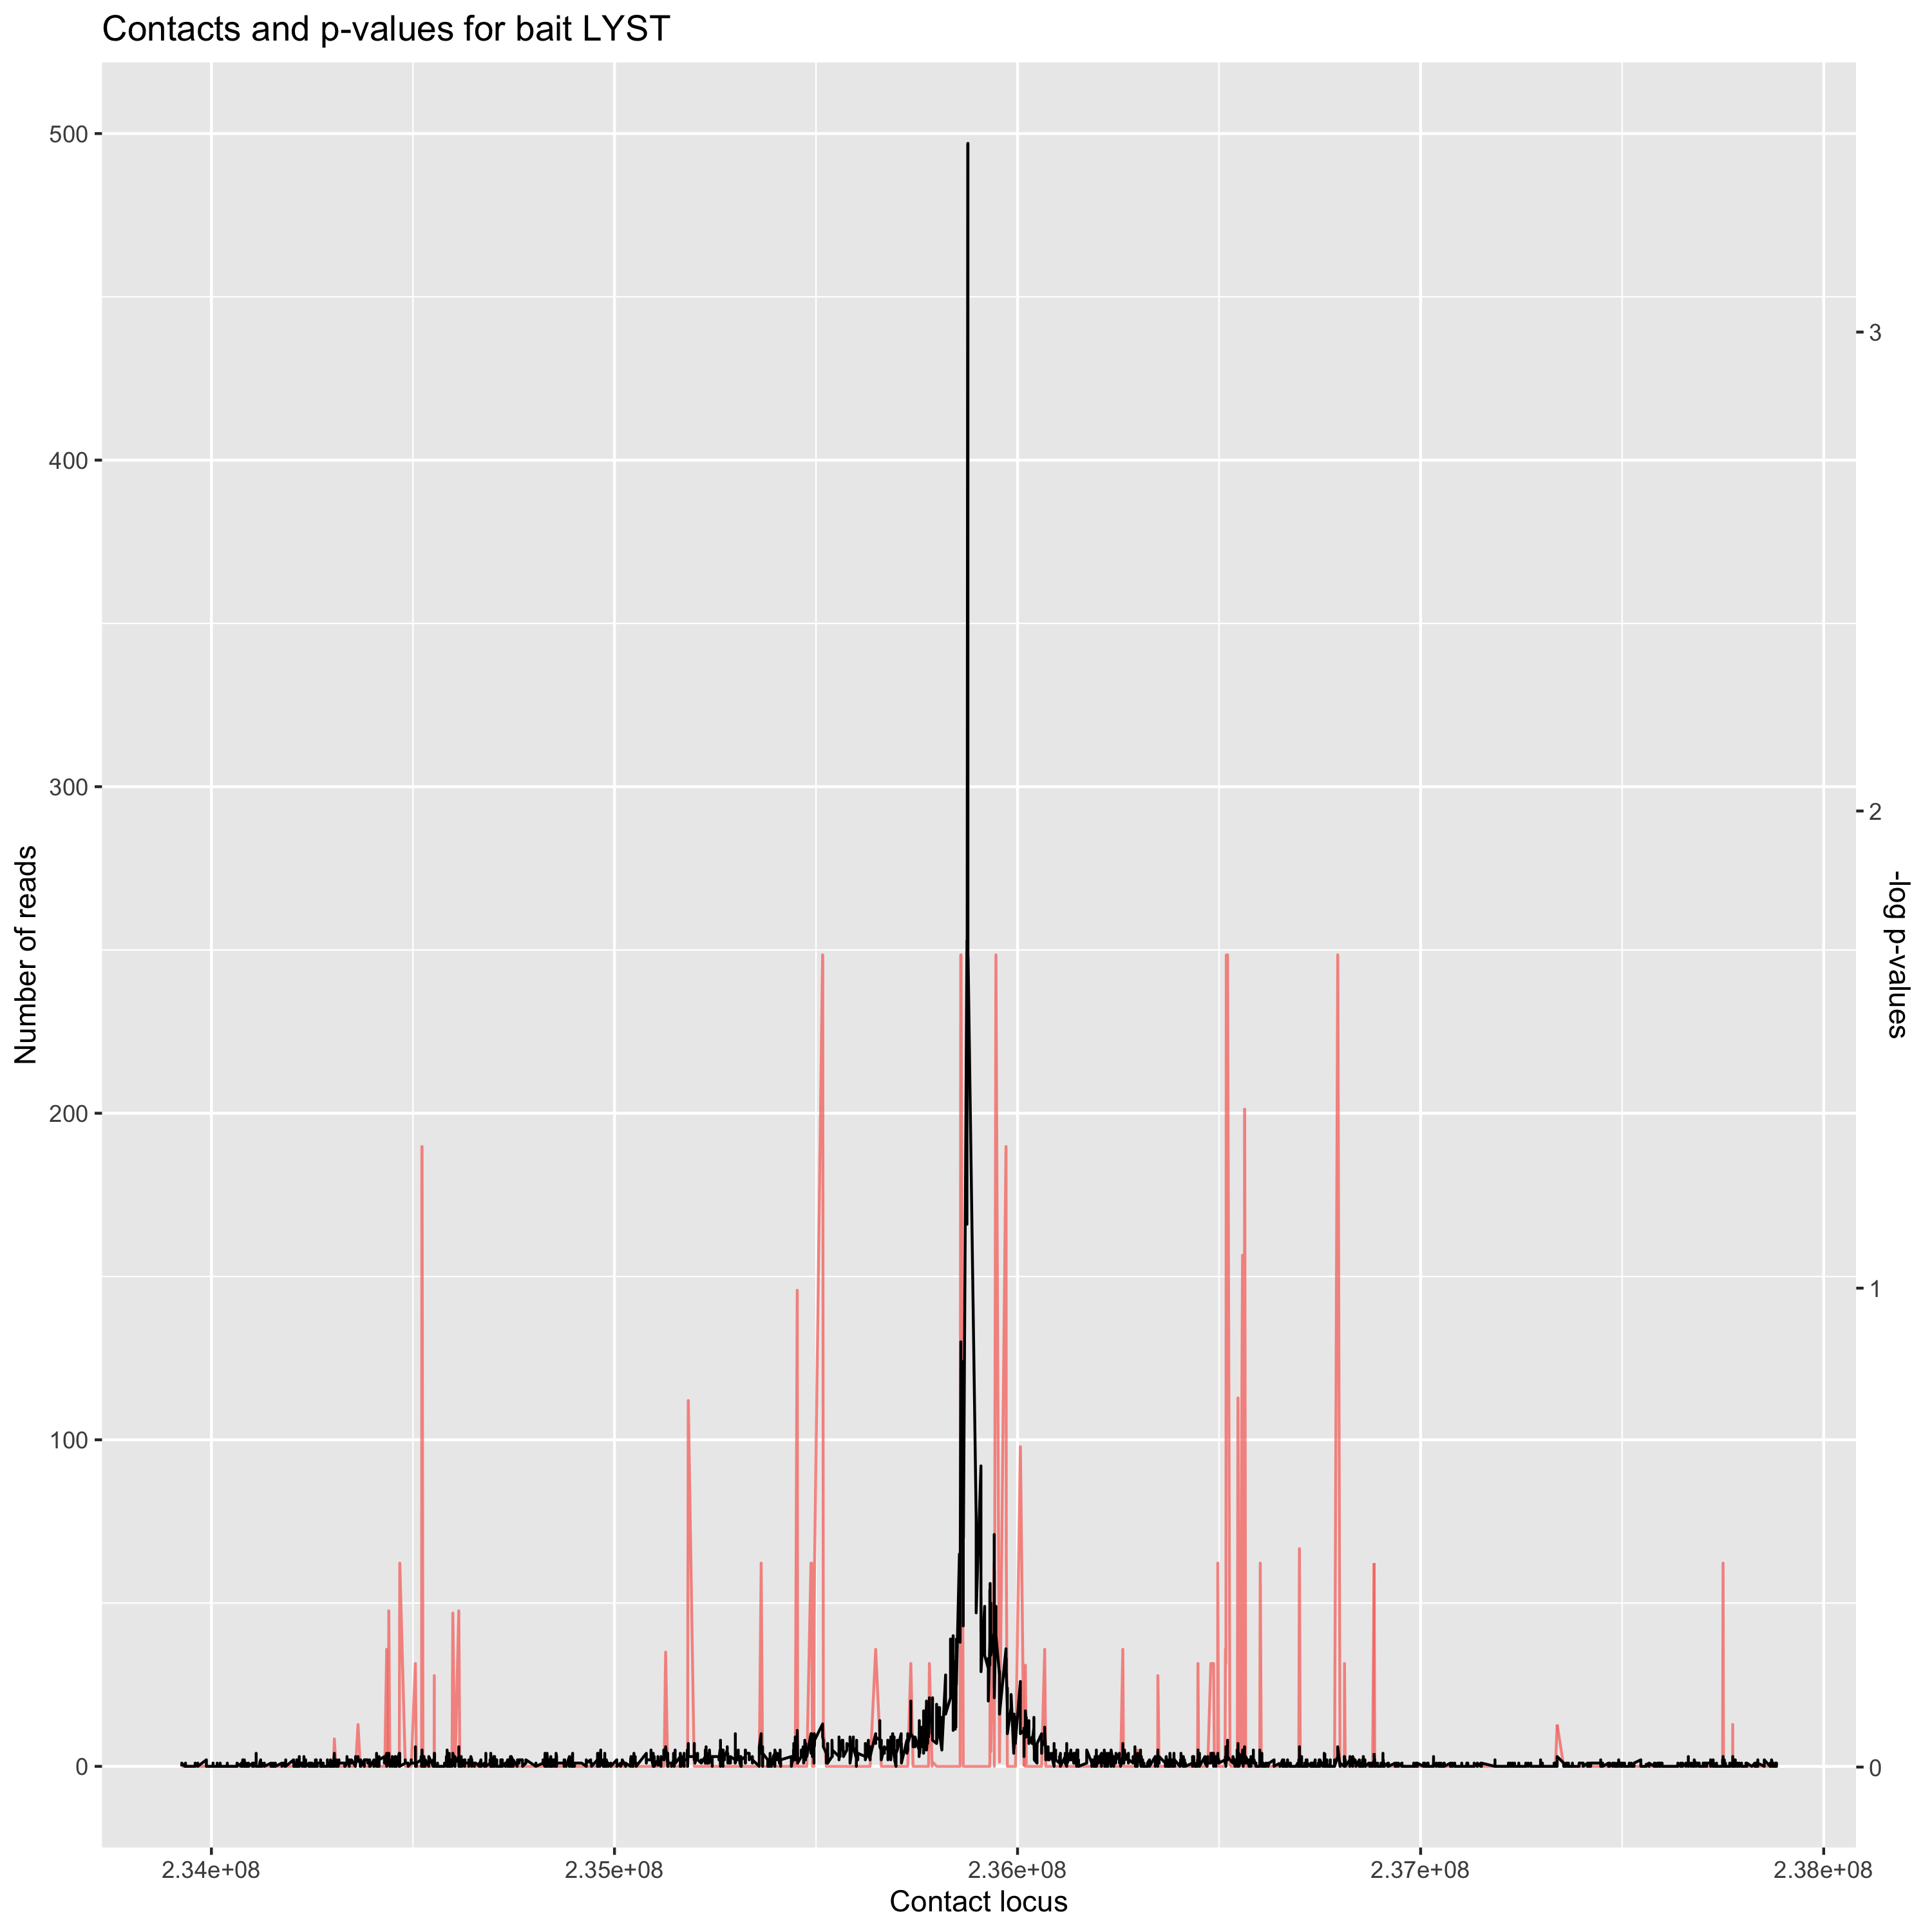 Contacts and p-values for bait LYST
500
400
300
200
100
0
Number of reads
3
2
1
0
-log p-values
2.34e+08
2.35e+08
2.36e+08
2.37e+08
2.38e+08
Contact locus